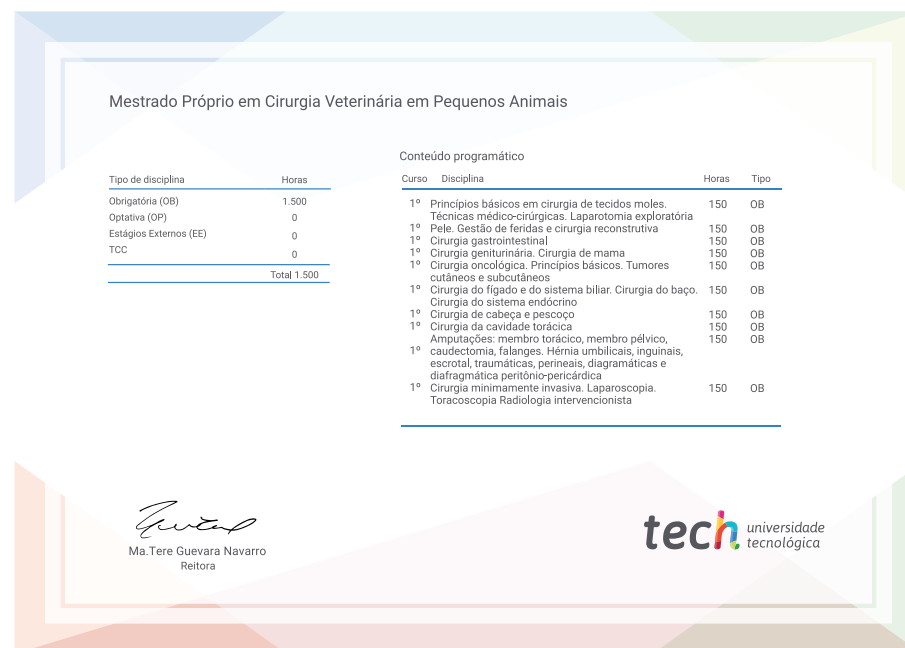 Mestrado Próprio em Cirurgia Veterinária em Pequenos Animais
Tipo de disciplina Horas
Obrigatória (OB) 1.500
Optativa (OP) 0
Estágios Externos (EE) 0
TCC 0
Total 1.500
Conteúdo programático
Curso Disciplina Horas Tipo
1º Princípios básicos em cirurgia de tecidos moles. 150 OB
Técnicas médico-cirúrgicas. Laparotomia exploratória
1º Pele. Gestão de feridas e cirurgia reconstrutiva 150 OB
1º Cirurgia gastrointestinal 150 OB
1º Cirurgia geniturinária. Cirurgia de mama 150 OB
1º Cirurgia oncológica. Princípios básicos. Tumores 150 OB
cutâneos e subcutâneos
1º Cirurgia do fígado e do sistema biliar. Cirurgia do baço. 150 OB
Cirurgia do sistema endócrino
1º Cirurgia de cabeça e pescoço 150 OB
1º Cirurgia da cavidade torácica 150 OB
Amputações: membro torácico, membro pélvico, 150 OB
1º caudectomia, falanges. Hérnia umbilicais, inguinais,
escrotal, traumáticas, perineais, diagramáticas e
diafragmática peritônio-pericárdica
1º Cirurgia minimamente invasiva. Laparoscopia. 150 OB
Toracoscopia Radiologia intervencionista
Ma.Tere Guevara Navarro
Reitora
tech universidade
tecnológica